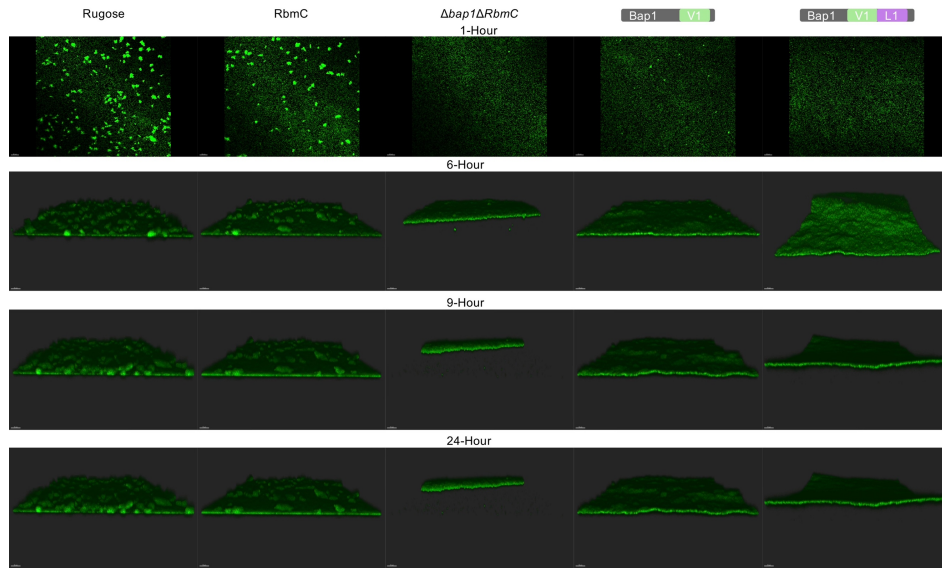 Rugose RbmC Δbap1ΔRbmC Bap1 V1 Bap1 V1 L1
1-Hour
6-Hour
9-Hour
24-Hour